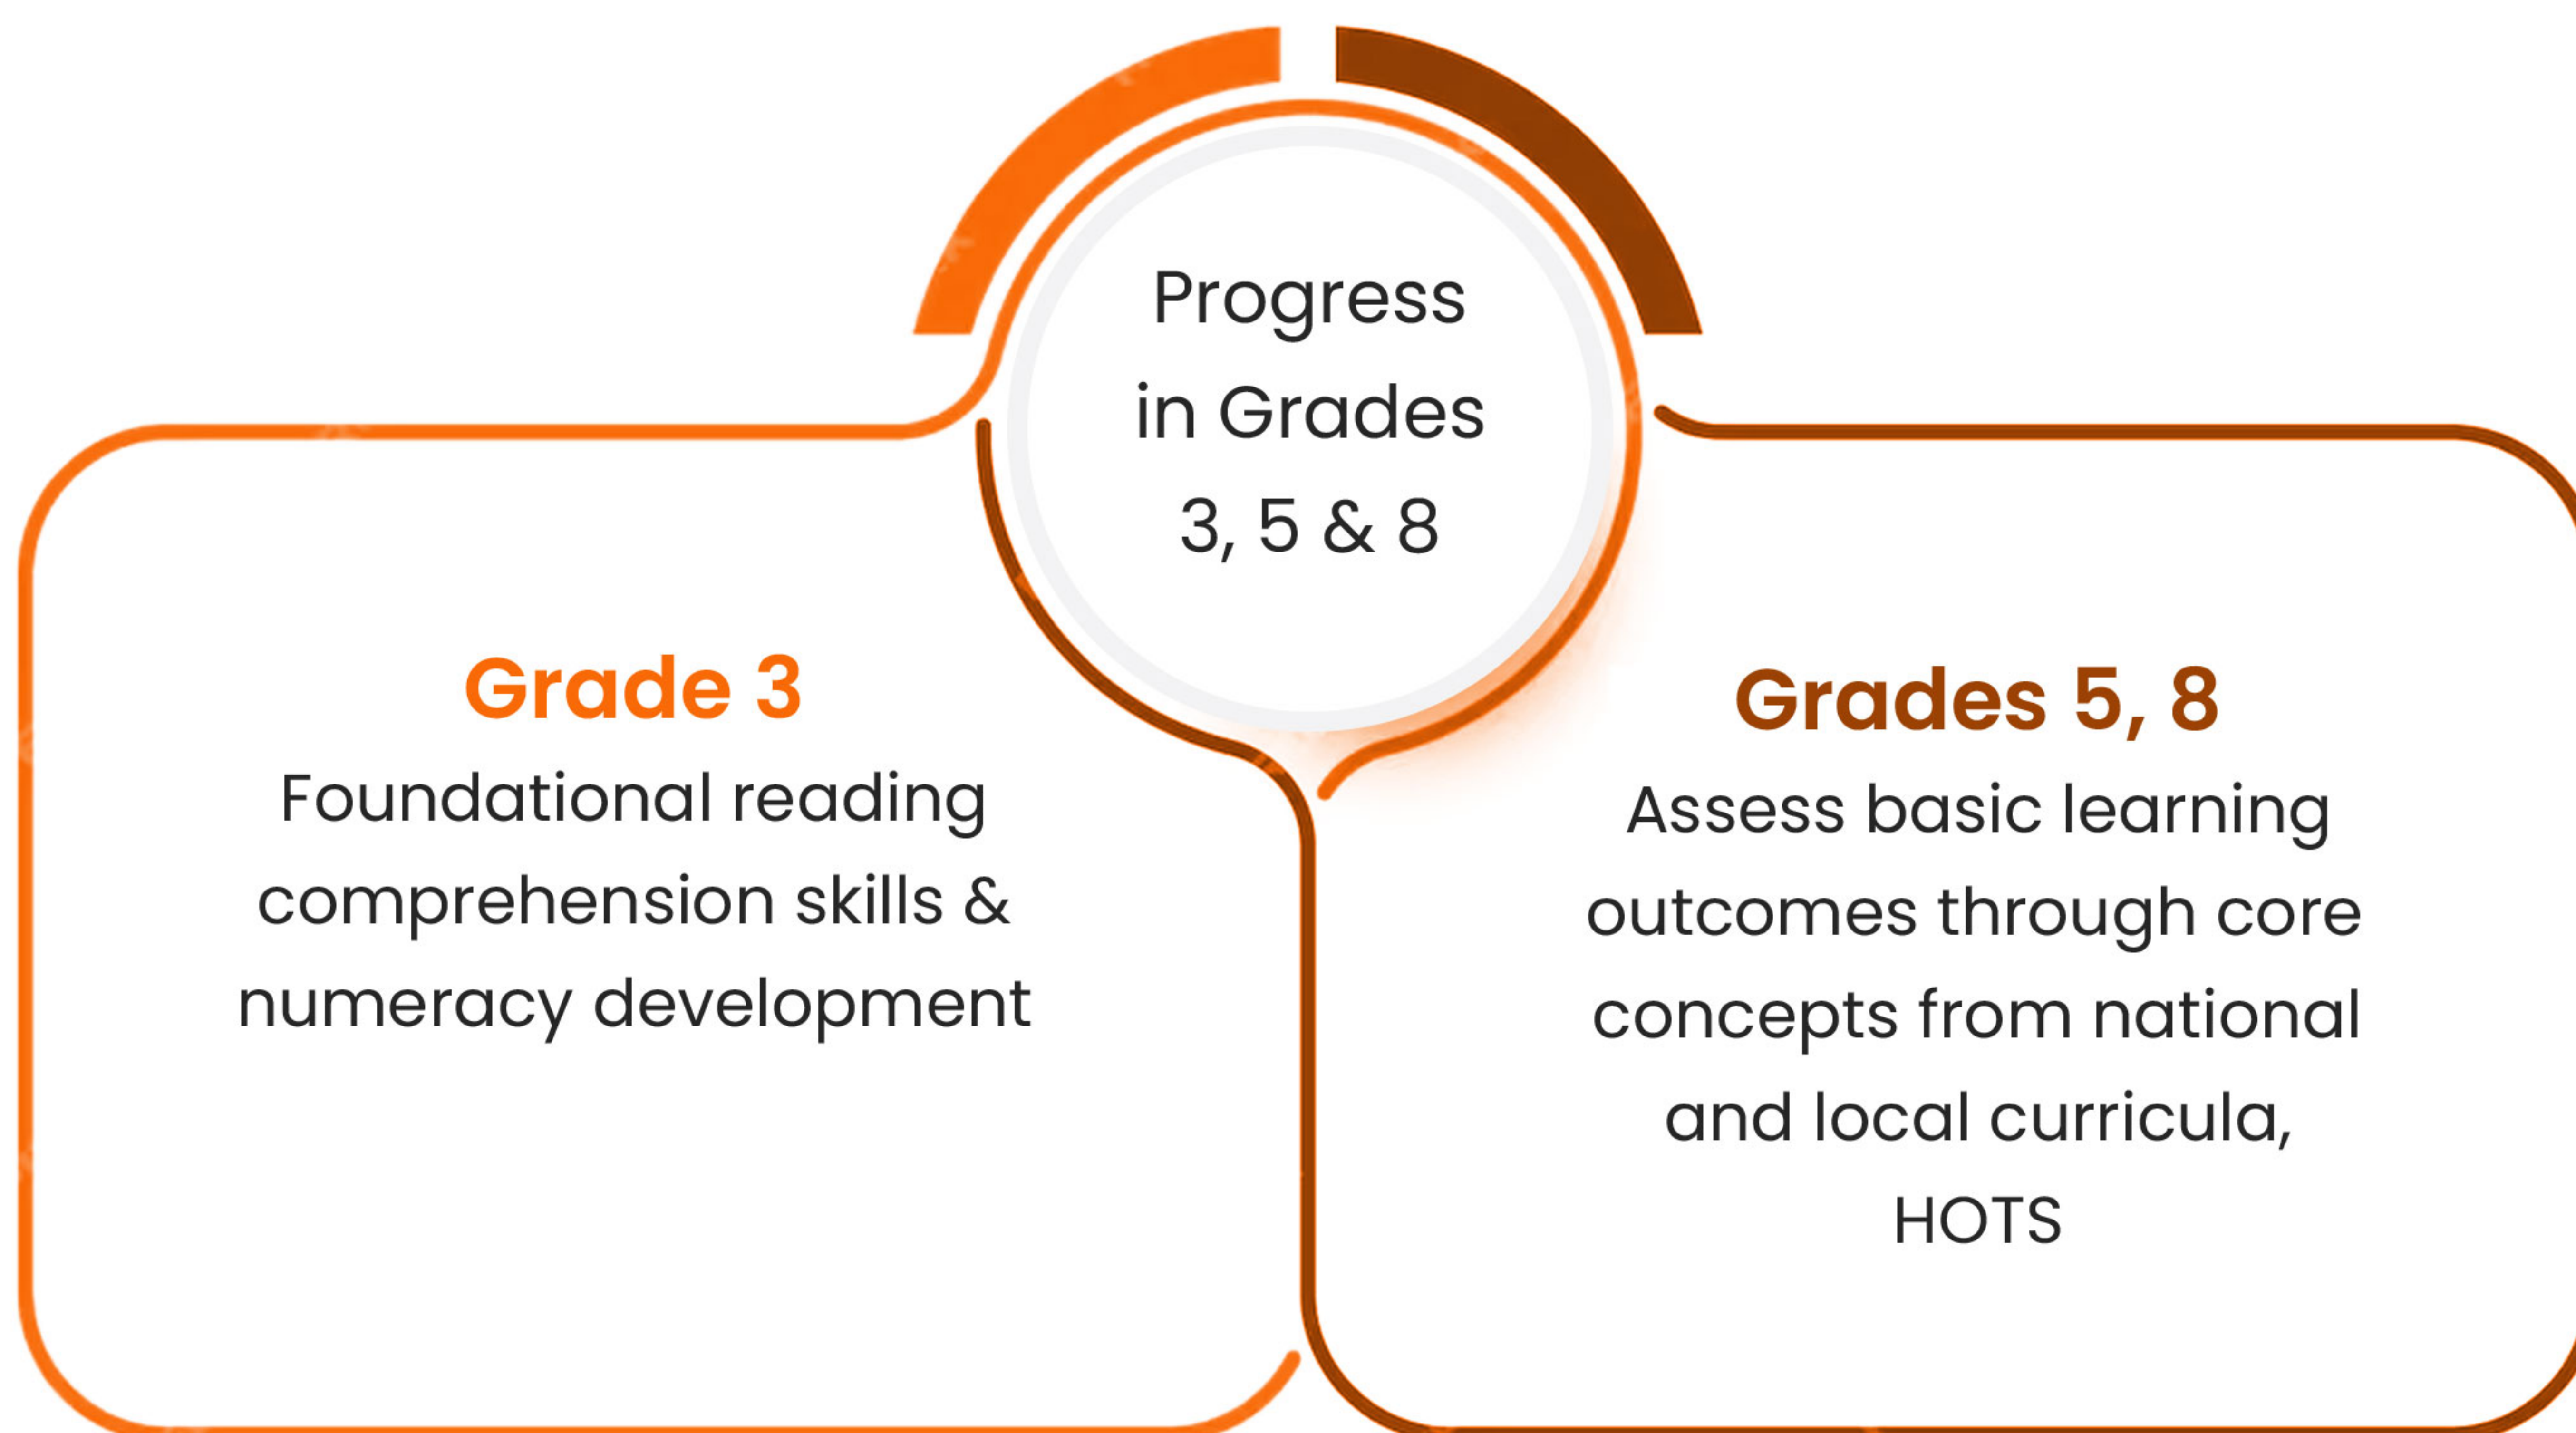 Progress
in Grades
3, 5 & 8
Grade 3
Foundational reading
comprehension skills &
numeracy development
Grades 5, 8
Assess basic learning
outcomes through core
concepts from national
and local curricula,
HOTS